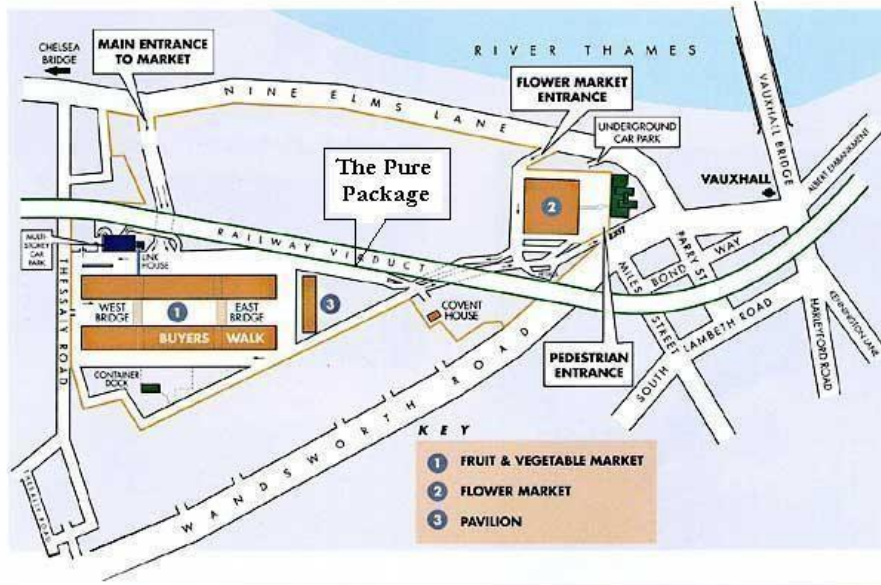 CHELSEA
BRIDGE
MAIN ENTRANCE
TO MARKET
RIVER THAMES
NINE ELMS LANE
FLOWER MARKET
ENTRANCE
UNDERGROUND
CAR PARK
VAUXHALL BRIDGE
ALBERT EMBANKMENT
VAUXHALL
The Pure
Package
2
RAILWAY VIADUCT
EXIT
MULTI-
STOREY CAR
PARK
LINK
HOUSE
THESSALY ROAD
WEST
BRIDGE
1
EAST
BRIDGE
BUYERS WALK
3
COVENT
HOUSE
MILES
STREET
BOND WAY
PARRY ST
SOUTH LAMBETH ROAD
HARLEYFORD ROAD
KENNINGTON LANE
PEDESTRIAN
ENTRANCE
CONTAINER
DOCK
WANDSWORTH ROAD
THESSALY ROAD
KEY
1 FRUIT & VEGETABLE MARKET
2 FLOWER MARKET
3 PAVILION